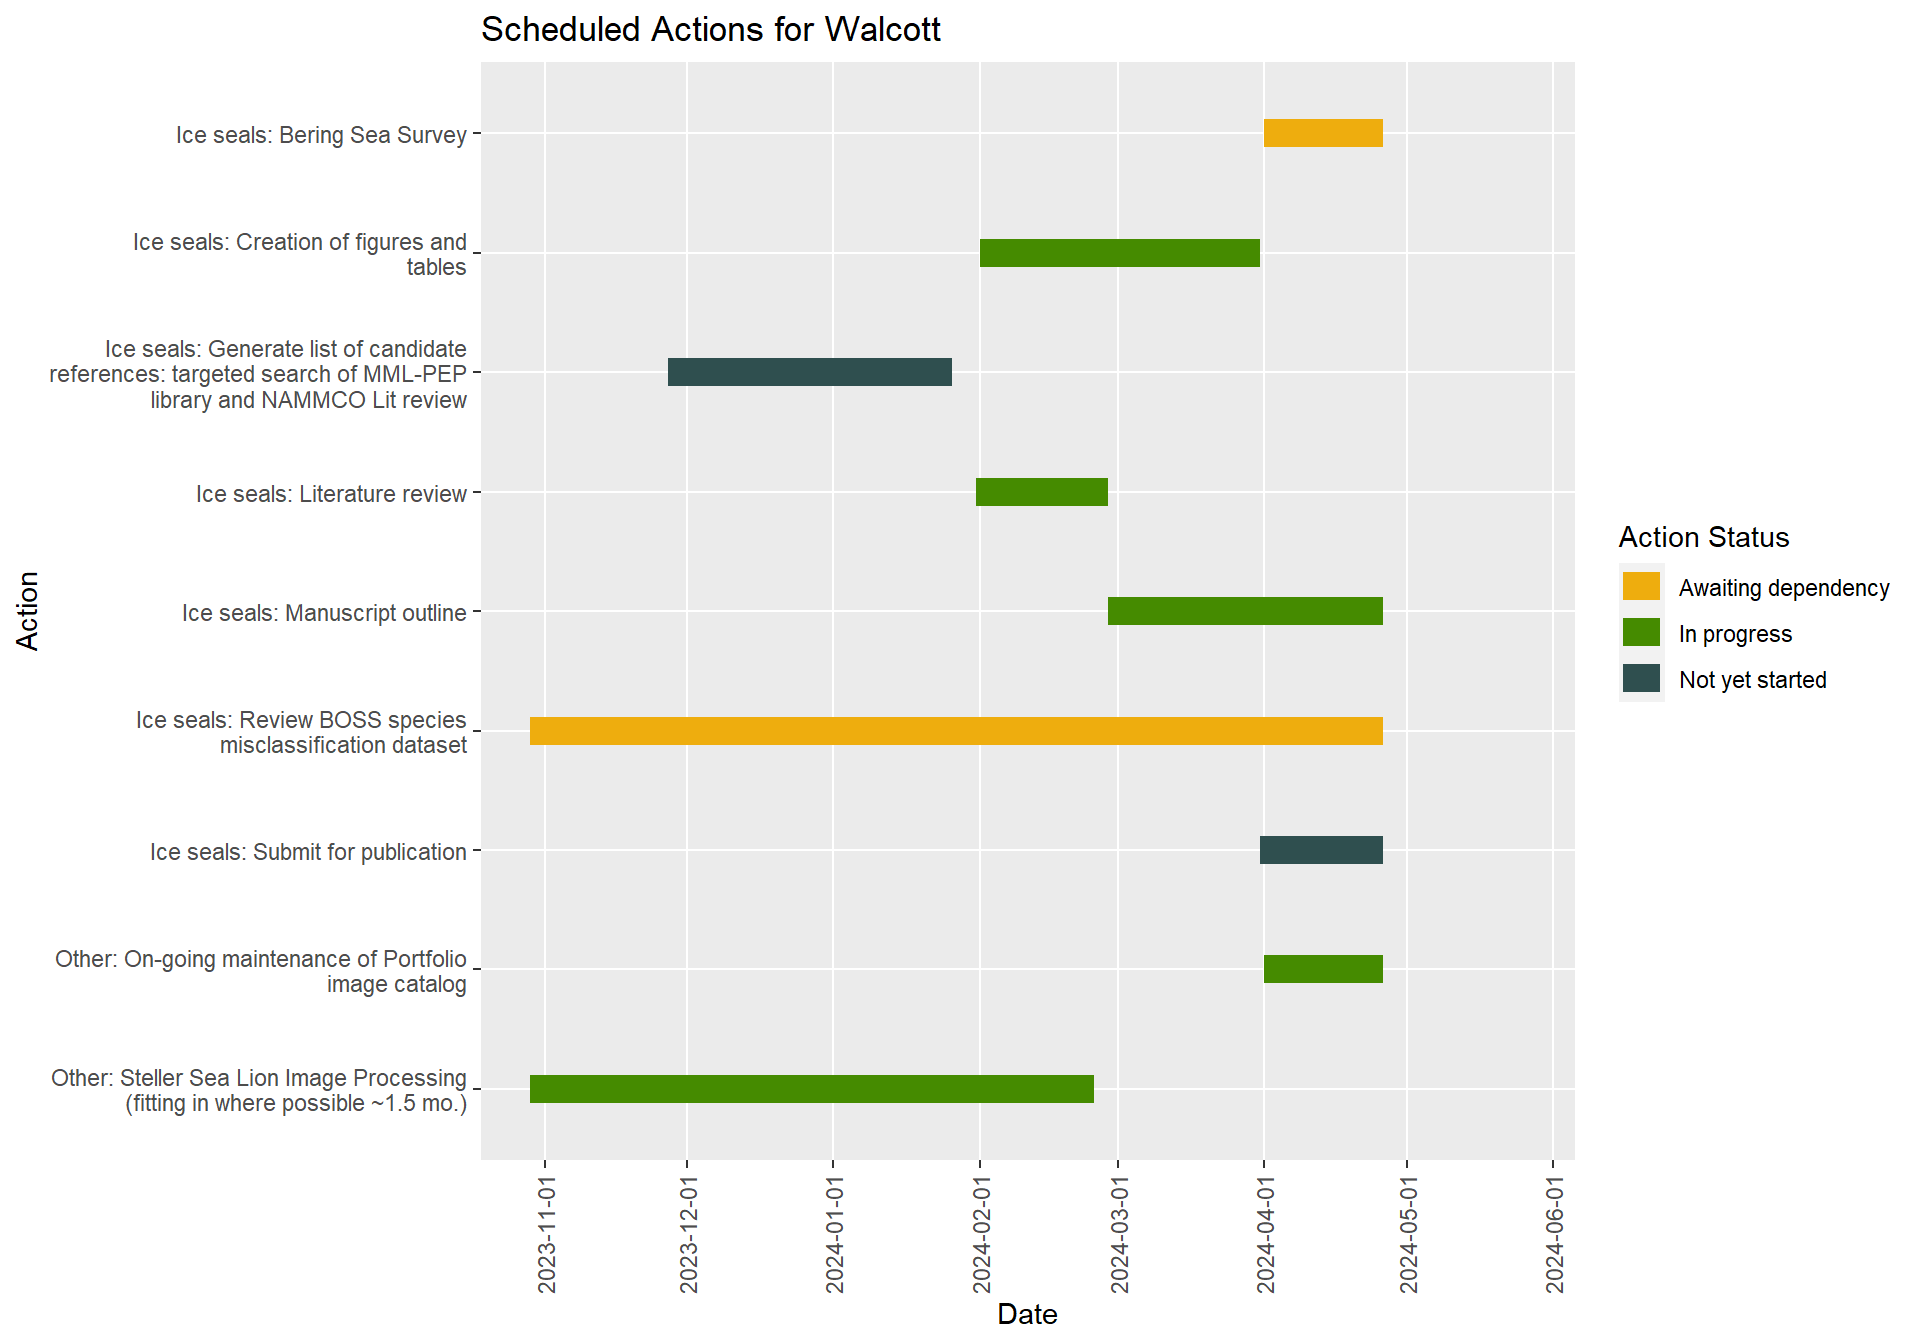 Scheduled Actions for Walcott
Ice seals: Bering Sea Survey
Ice seals: Creation of figures and
tables
Ice seals: Generate list of candidate
references: targeted search of MML-PEP
library and NAMMCO Lit review
Ice seals: Literature review
Ice seals: Manuscript outline
Ice seals: Review BOSS species
misclassification dataset
Ice seals: Submit for publication
Other: On-going maintenance of Portfolio
image catalog
Other: Steller Sea Lion Image Processing
(fitting in where possible ~1.5 mo.)
Action
2023-11-01
2023-12-01
2024-01-01
2024-02-01
2024-03-01
2024-04-01
2024-05-01
2024-06-01
Date
Action Status
Awaiting dependency
In progress
Not yet started